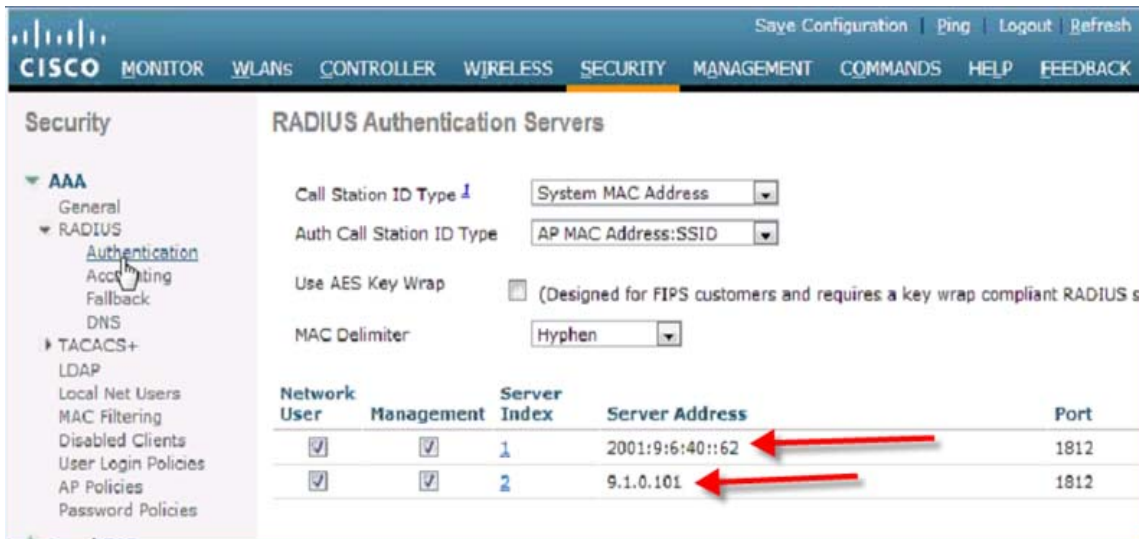 Save Configuration | Ping | Logout | Refresh
CISCO MONITOR WLANs CONTROLLER WIRELESS SECURITY MANAGEMENT COMMANDS HELP FEEDBACK
Security
AAA
General
RADIUS
Authentication
Accounting
Fallback
DNS
TACACS+
LDAP
Local Net Users
MAC Filtering
Disabled Clients
User Login Policies
AP Policies
Password Policies
RADIUS Authentication Servers
Call Station ID Type 1 System MAC Address
Auth Call Station ID Type AP MAC Address:SSID
Use AES Key Wrap (Designed for FIPS customers and requires a key wrap compliant RADIUS s
MAC Delimiter Hyphen
Network User Management Server Index Server Address Port
1 2001:9:6:40::62 1812
2 9.1.0.101 1812